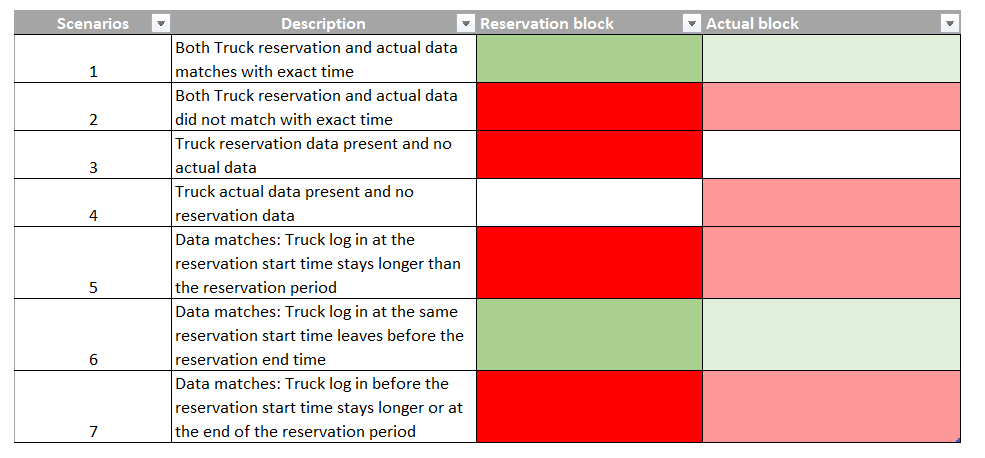 Scenarios Description Reservation block Actual block
Both Truck reservation and actual data
1 matches with exact time
Both Truck reservation and actual data
2 did not match with exact time
Truck reservation data present and no
3 actual data
Truck actual data present and no
4 reservation data
Data matches: Truck log in at the
reservation start time stays longer than
5 the reservation period
Data matches: Truck log in at the same
reservation start time leaves before the
6 reservation end time
Data matches: Truck log in before the
reservation start time stays longer or at
7 the end of the reservation period